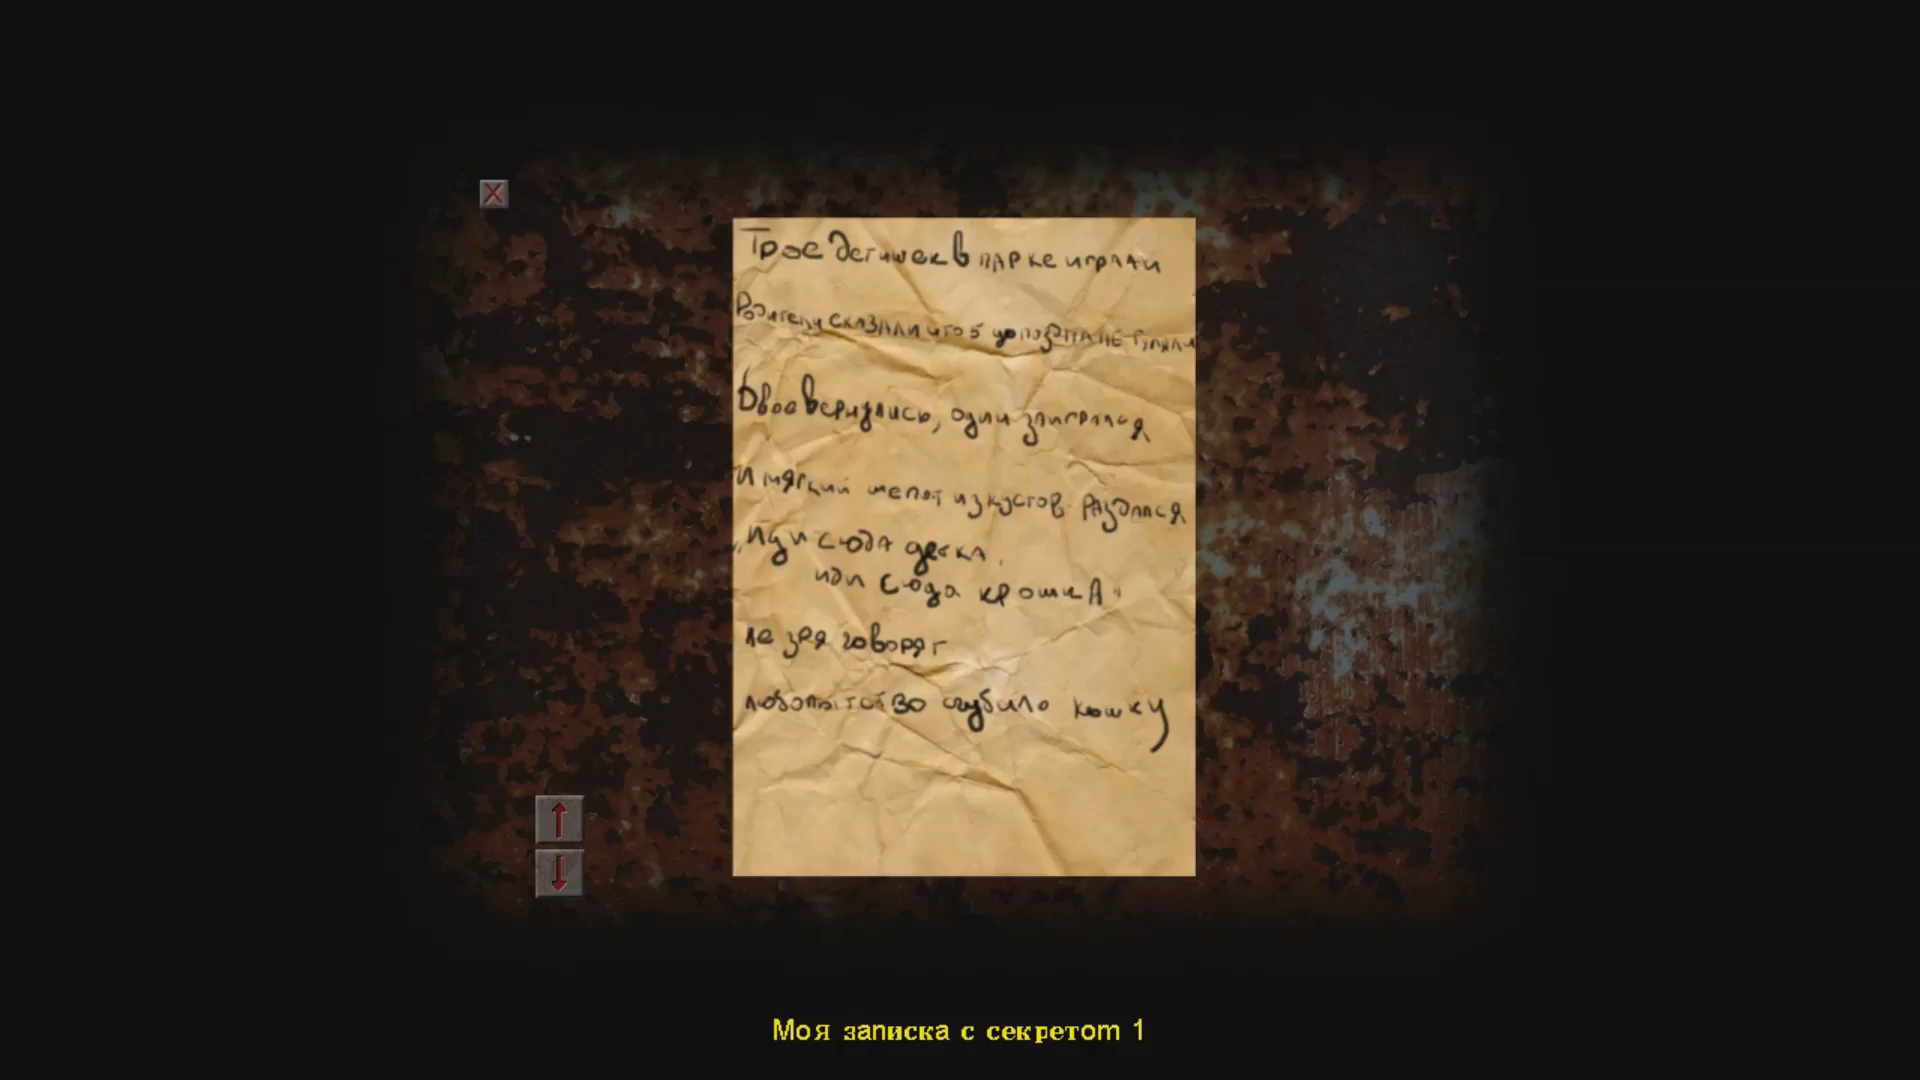 Трое детишек в парке играли
Родители сказали чтоб допоздна не гуляли
Двое вернулись, один заигрался
И мягкий шепот из кустов раздался
"Иди сюда детка,
иди сюда крошка"
не зря говорят
любопытство сгубило кошку
Моя записка с секретом 1